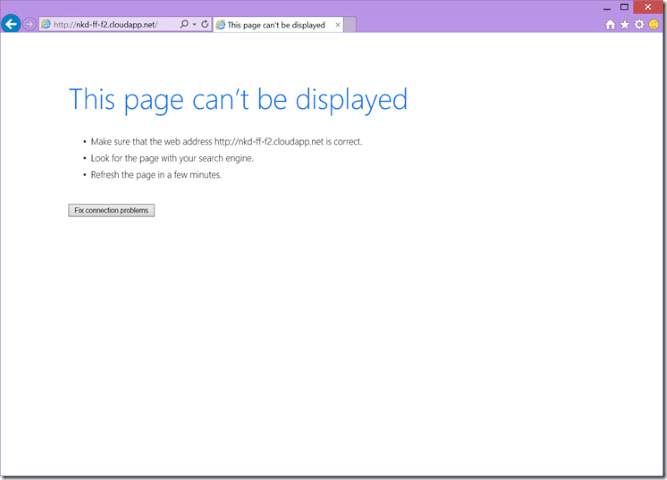 http://nkd-ff-f2.cloudapp.net/
This page can't be displayed
This page can't be displayed
• Make sure that the web address http://nkd-ff-f2.cloudapp.net is correct.
• Look for the page with your search engine.
• Refresh the page in a few minutes.
Fix connection problems